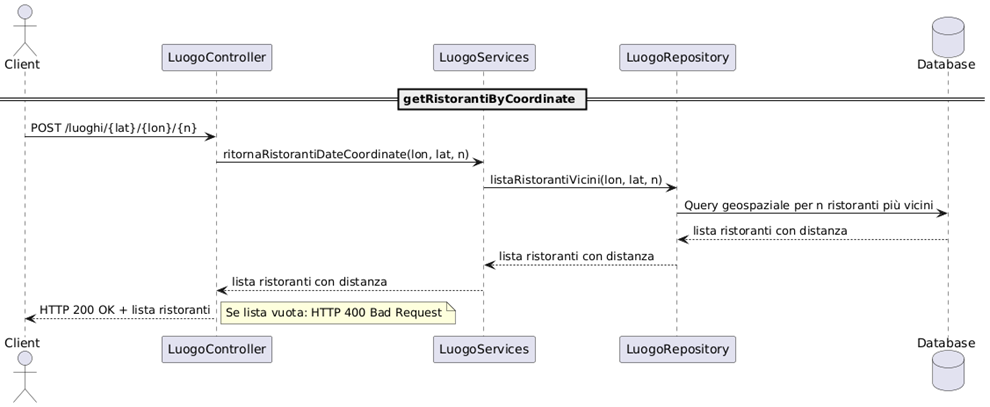 Client
LuogoController
LuogoServices
LuogoRepository
Database
getRistorantiByCoordinate
POST /luoghi/{lat}/{lon}/{n}
ritornaRistorantiDateCoordinate(lon, lat, n)
listaRistorantiVicini(lon, lat, n)
Query geospaziale per n ristoranti più vicini
lista ristoranti con distanza
lista ristoranti con distanza
lista ristoranti con distanza
HTTP 200 OK + lista ristoranti
Se lista vuota: HTTP 400 Bad Request
Client
LuogoController
LuogoServices
LuogoRepository
Database